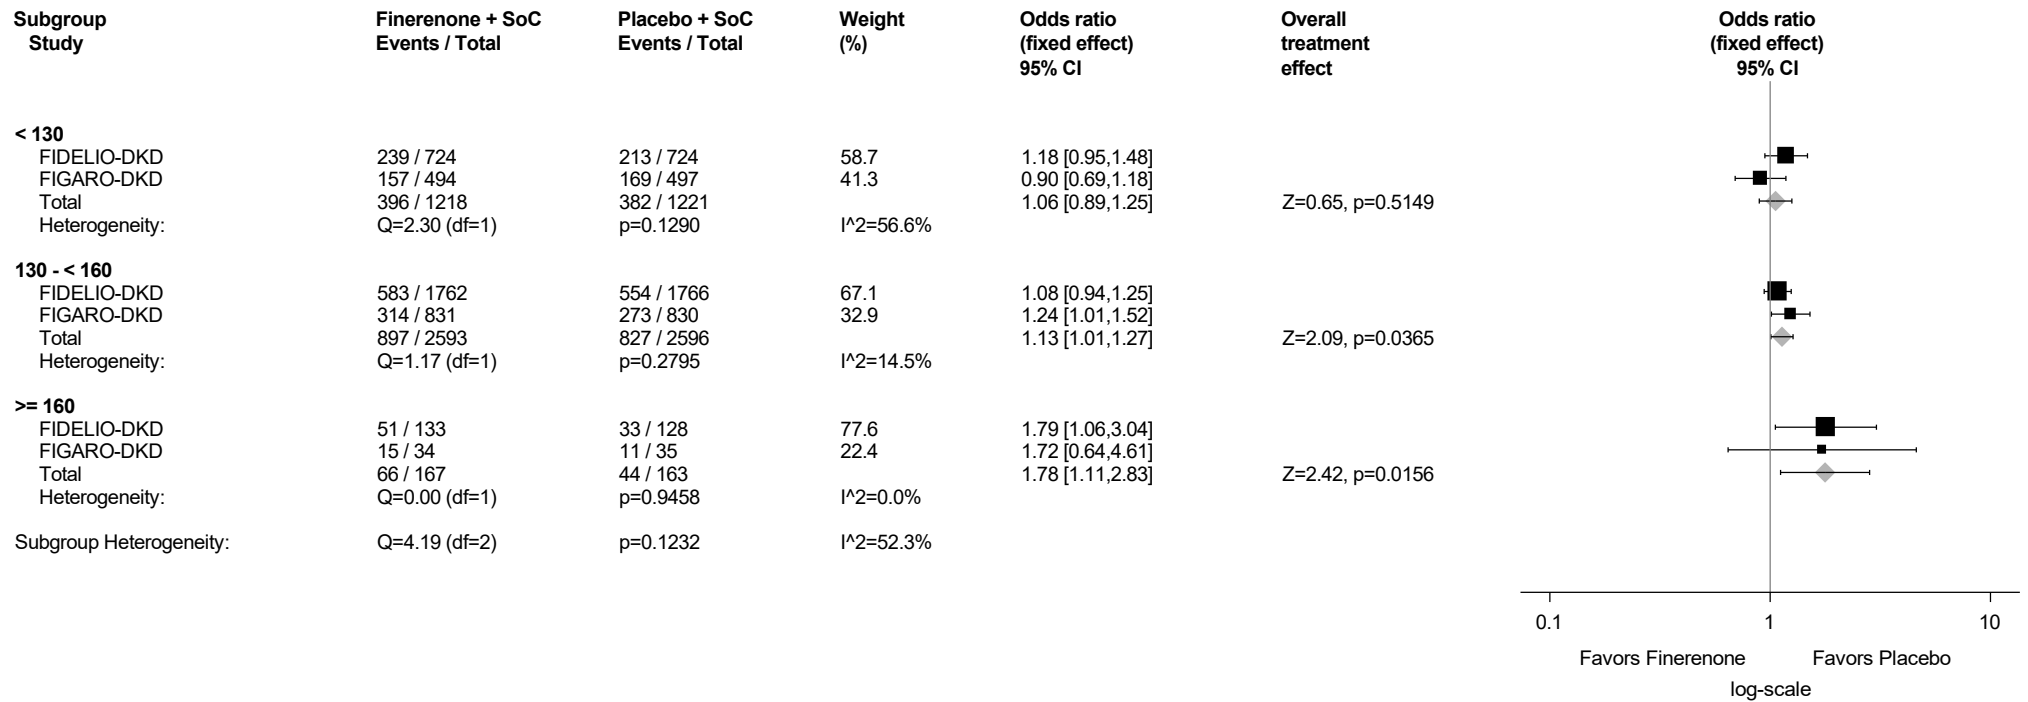 Subgroup Finerenone + SoC Placebo + SoC Weight Odds ratio Overall Odds ratio
Study Events / Total Events / Total (%) (fixed effect) treatment (fixed effect)
95% CI effect 95% CI
< 130
FIDELIO-DKD 239 / 724 213 / 724 58.7 1.18 [0.95,1.48]
FIGARO-DKD 157 / 494 169 / 497 41.3 0.90 [0.69,1.18]
Total 396 / 1218 382 / 1221 1.06 [0.89,1.25] Z=0.65, p=0.5149
Heterogeneity: Q=2.30 (df=1) p=0.1290 I^2=56.6%
130 - < 160
FIDELIO-DKD 583 / 1762 554 / 1766 67.1 1.08 [0.94,1.25]
FIGARO-DKD 314 / 831 273 / 830 32.9 1.24 [1.01,1.52]
Total 897 / 2593 827 / 2596 1.13 [1.01,1.27] Z=2.09, p=0.0365
Heterogeneity: Q=1.17 (df=1) p=0.2795 I^2=14.5%
>= 160
FIDELIO-DKD 51 / 133 33 / 128 77.6 1.79 [1.06,3.04]
FIGARO-DKD 15 / 34 11 / 35 22.4 1.72 [0.64,4.61]
Total 66 / 167 44 / 163 1.78 [1.11,2.83] Z=2.42, p=0.0156
Heterogeneity: Q=0.00 (df=1) p=0.9458 I^2=0.0%
Subgroup Heterogeneity: Q=4.19 (df=2) p=0.1232 I^2=52.3%
0.1 1 10
Favors Finerenone Favors Placebo
log-scale